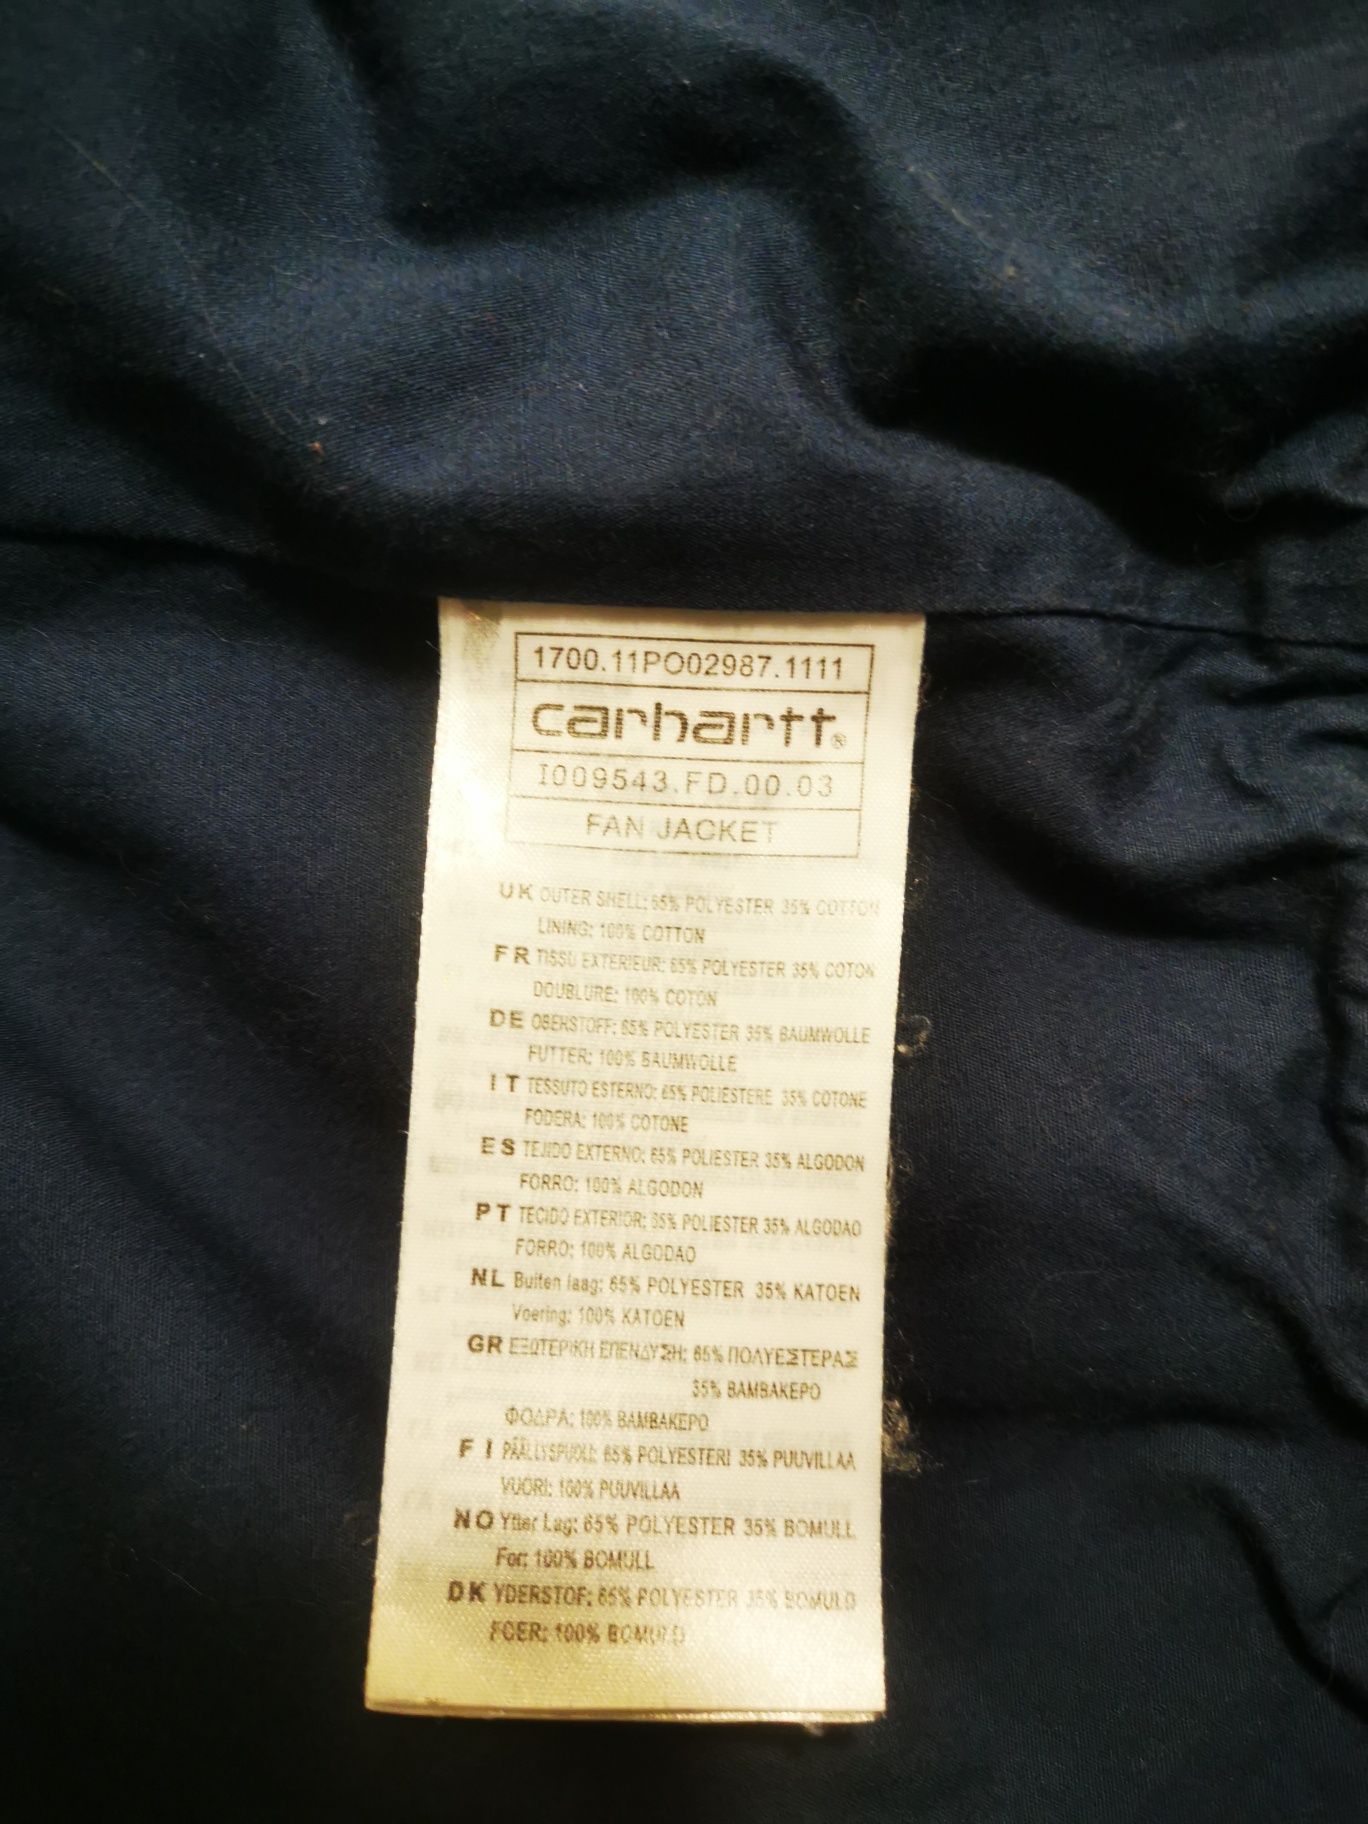 1700.11PO02987.1111
carhartt®
I009543.FD.00.03
FAN JACKET
UK OUTER SHELL: 65% POLYESTER 35% COTTON
LINING: 100% COTTON
FR TISSU EXTERIEUR: 65% POLYESTER 35% COTON
DOUBLURE: 100% COTON
DE OBERSTOFF: 65% POLYESTER 35% BAUMWOLLE
FUTTER: 100% BAUMWOLLE
IT TESSUTO ESTERNO: 65% POLIESTERE 35% COTONE
FODERA: 100% COTONE
ES TEJIDO EXTERNO: 65% POLIESTER 35% ALGODON
FORRO: 100% ALGODON
PT TECIDO EXTERIOR: 65% POLIESTER 35% ALGODAO
FORRO: 100% ALGODAO
NL Buiten laag: 65% POLYESTER 35% KATOEN
Voering: 100% KATOEN
GR ΕΞΩΤΕΡΙΚΗ ΕΠΕΝΔΥΣΗ: 65% ΠΟΛΥΕΣΤΕΡΑΣ
35% ΒΑΜΒΑΚΕΡΟ
ΦΟΔΡΑ: 100% ΒΑΜΒΑΚΕΡΟ
FI PÄÄLLYSPUOLI: 65% POLYESTERI 35% PUUVILLAA
VUORI: 100% PUUVILLAA
NO Ytter Lag: 65% POLYESTER 35% BOMULL
For: 100% BOMULL
DK YDERSTOF: 65% POLYESTER 35% BOMULD
FOER: 100% BOMULD